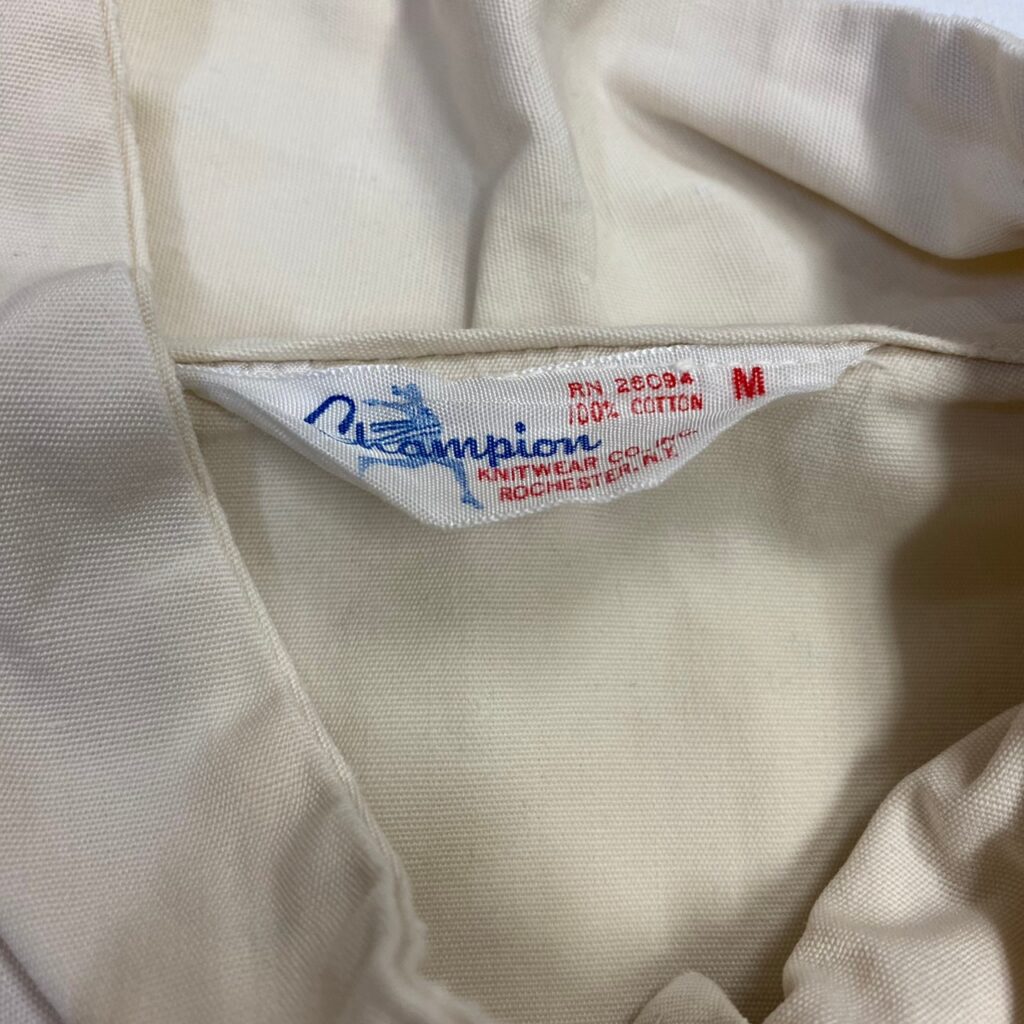 RN 26094
100% COTTON
M
Champion
KNITWEAR CO., INC.
ROCHESTER, N.Y.